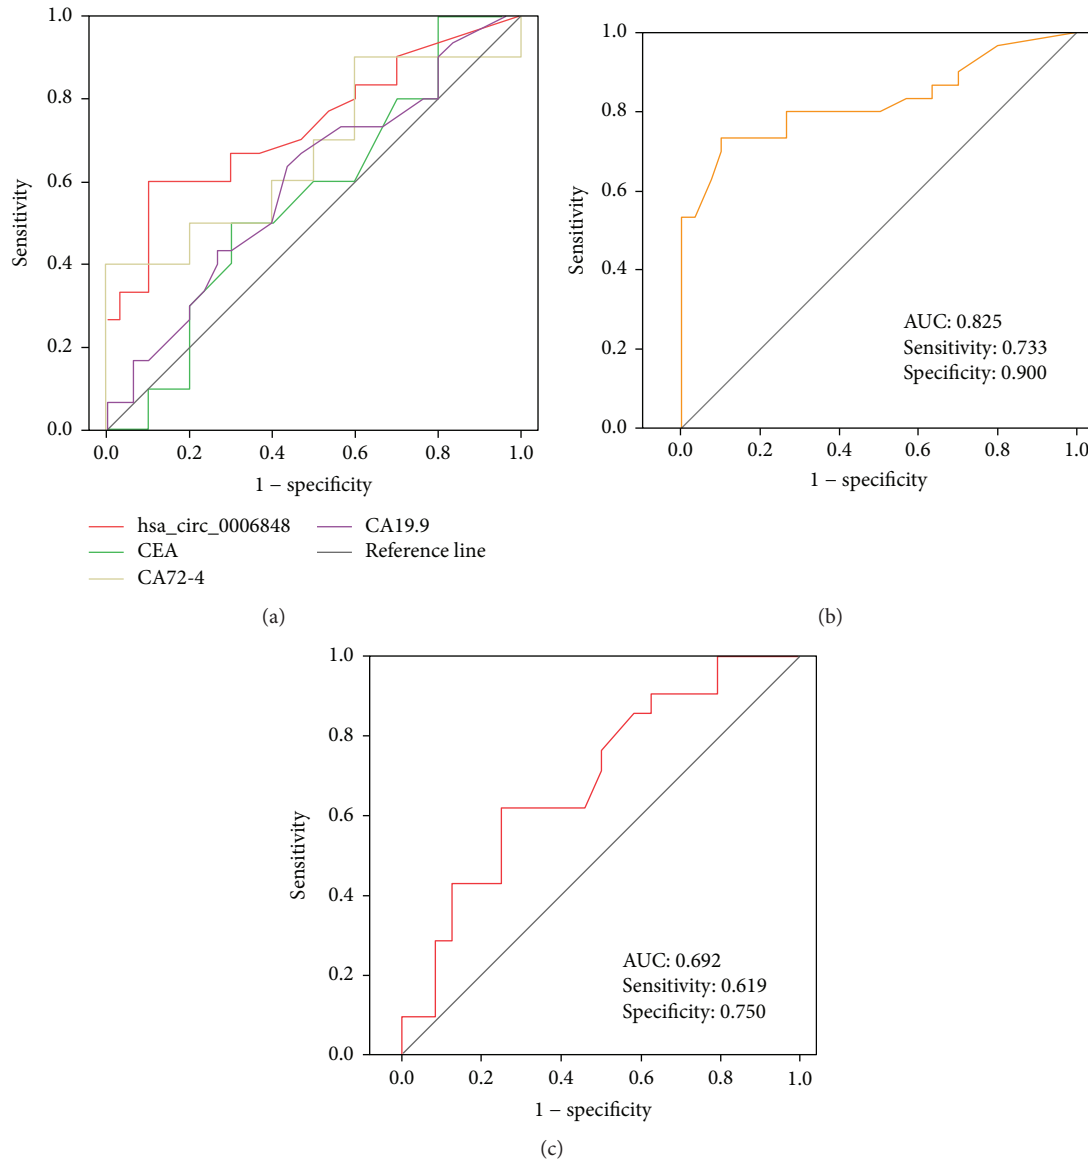 1.0
0.8
0.6
0.4
0.2
0.0
Sensitivity
0.0 0.2 0.4 0.6 0.8 1.0
1 − specificity
hsa_circ_0006848
CEA
CA72-4
CA19.9
Reference line
(a)
1.0
0.8
0.6
0.4
0.2
0.0
Sensitivity
AUC: 0.825
Sensitivity: 0.733
Specificity: 0.900
0.0 0.2 0.4 0.6 0.8 1.0
1 − specificity
(b)
1.0
0.8
0.6
0.4
0.2
0.0
Sensitivity
AUC: 0.692
Sensitivity: 0.619
Specificity: 0.750
0.0 0.2 0.4 0.6 0.8 1.0
1 − specificity
(c)